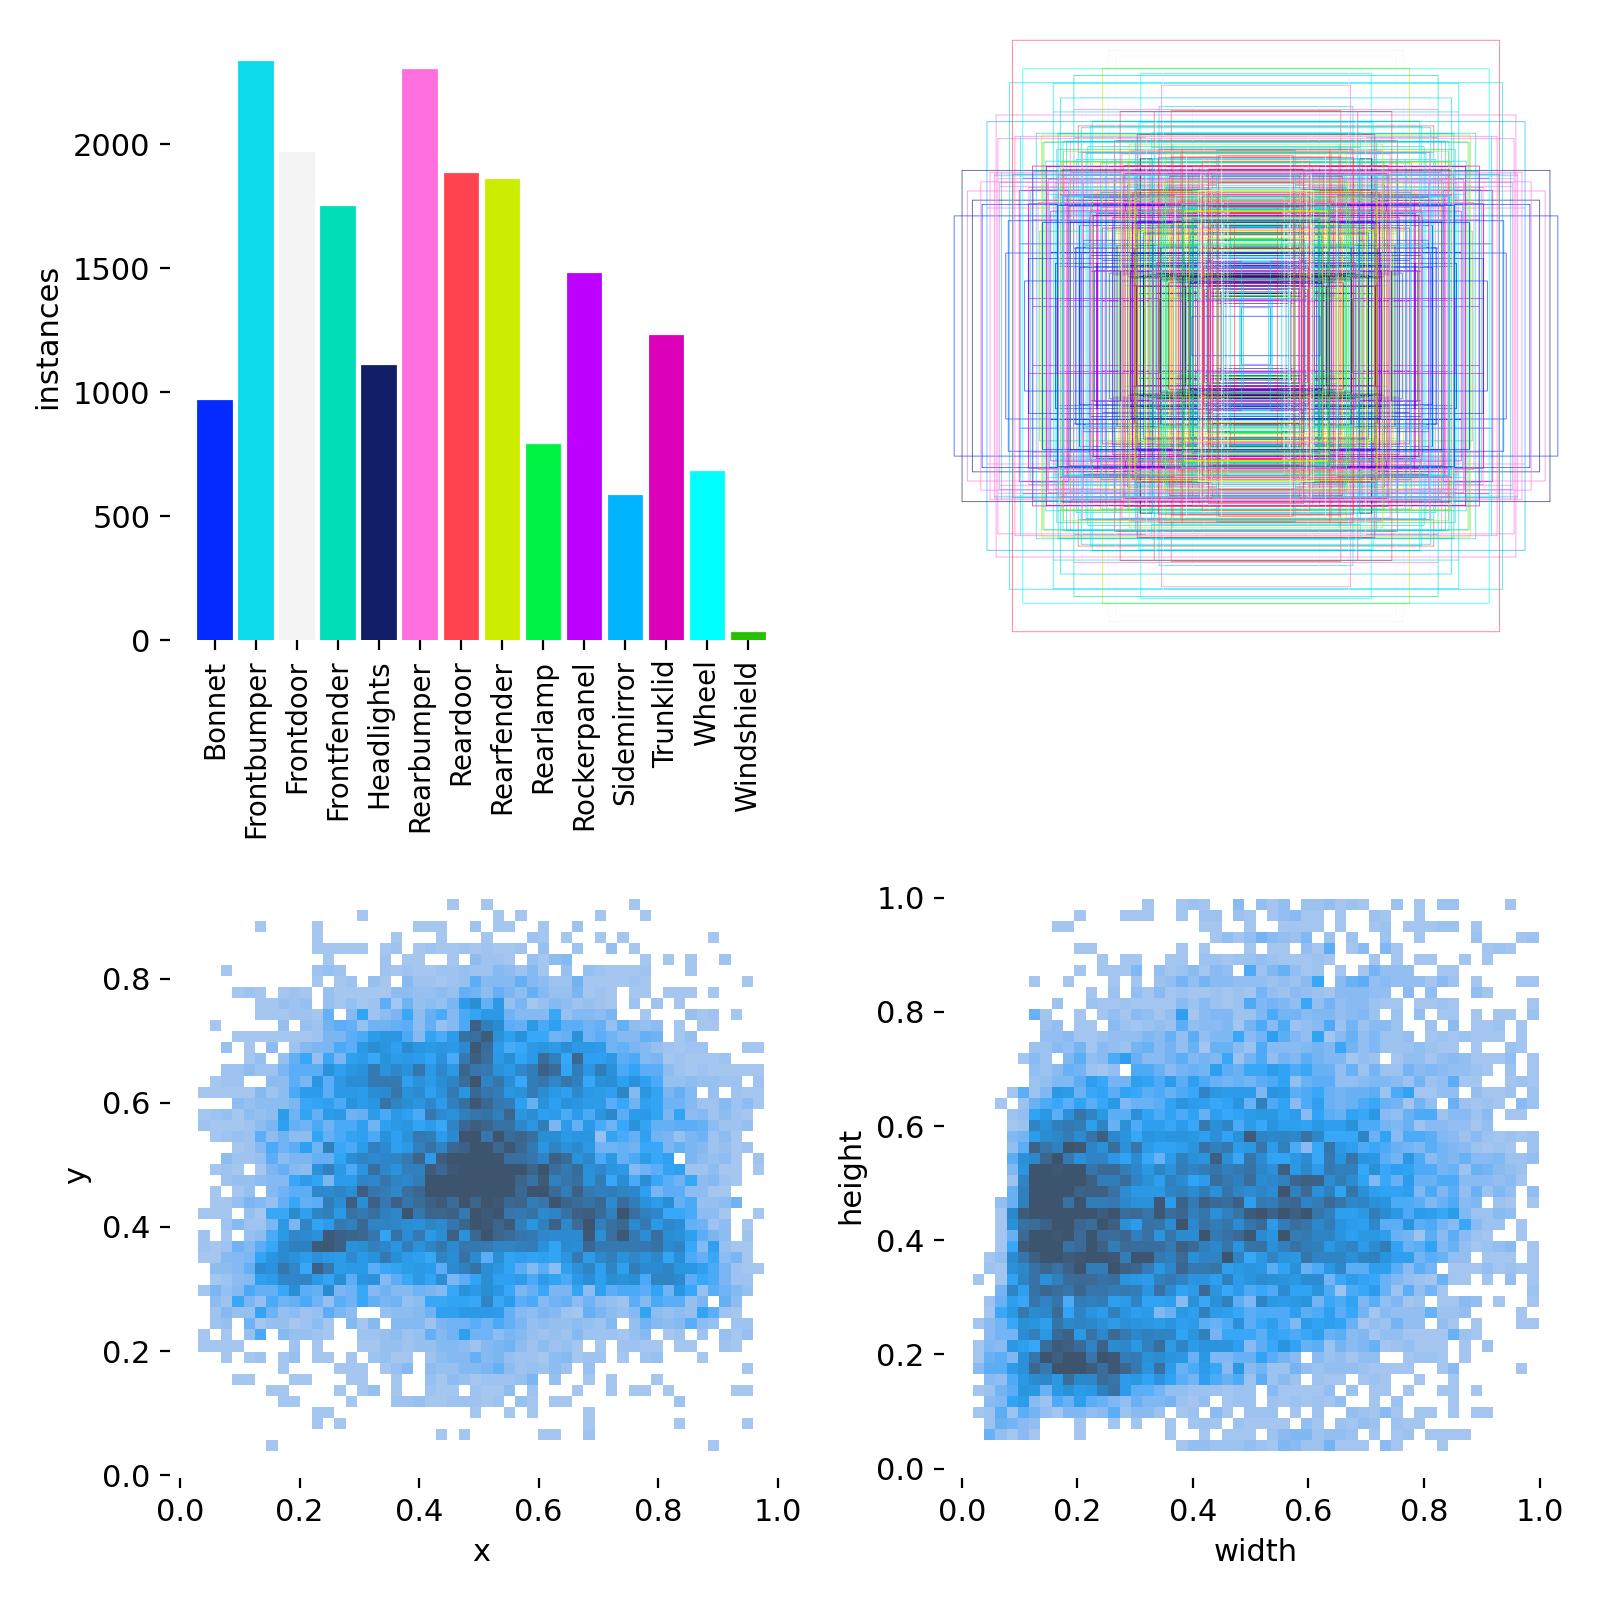 instances
2000
1500
1000
500
0
Bonnet
Frontbumper
Frontdoor
Frontfender
Headlights
Rearbumper
Reardoor
Rearfender
Rearlamp
Rockerpanel
Sidemirror
Trunklid
Wheel
Windshield
y
0.8
0.6
0.4
0.2
0.0
0.0 0.2 0.4 0.6 0.8 1.0
x
height
1.0
0.8
0.6
0.4
0.2
0.0
0.0 0.2 0.4 0.6 0.8 1.0
width